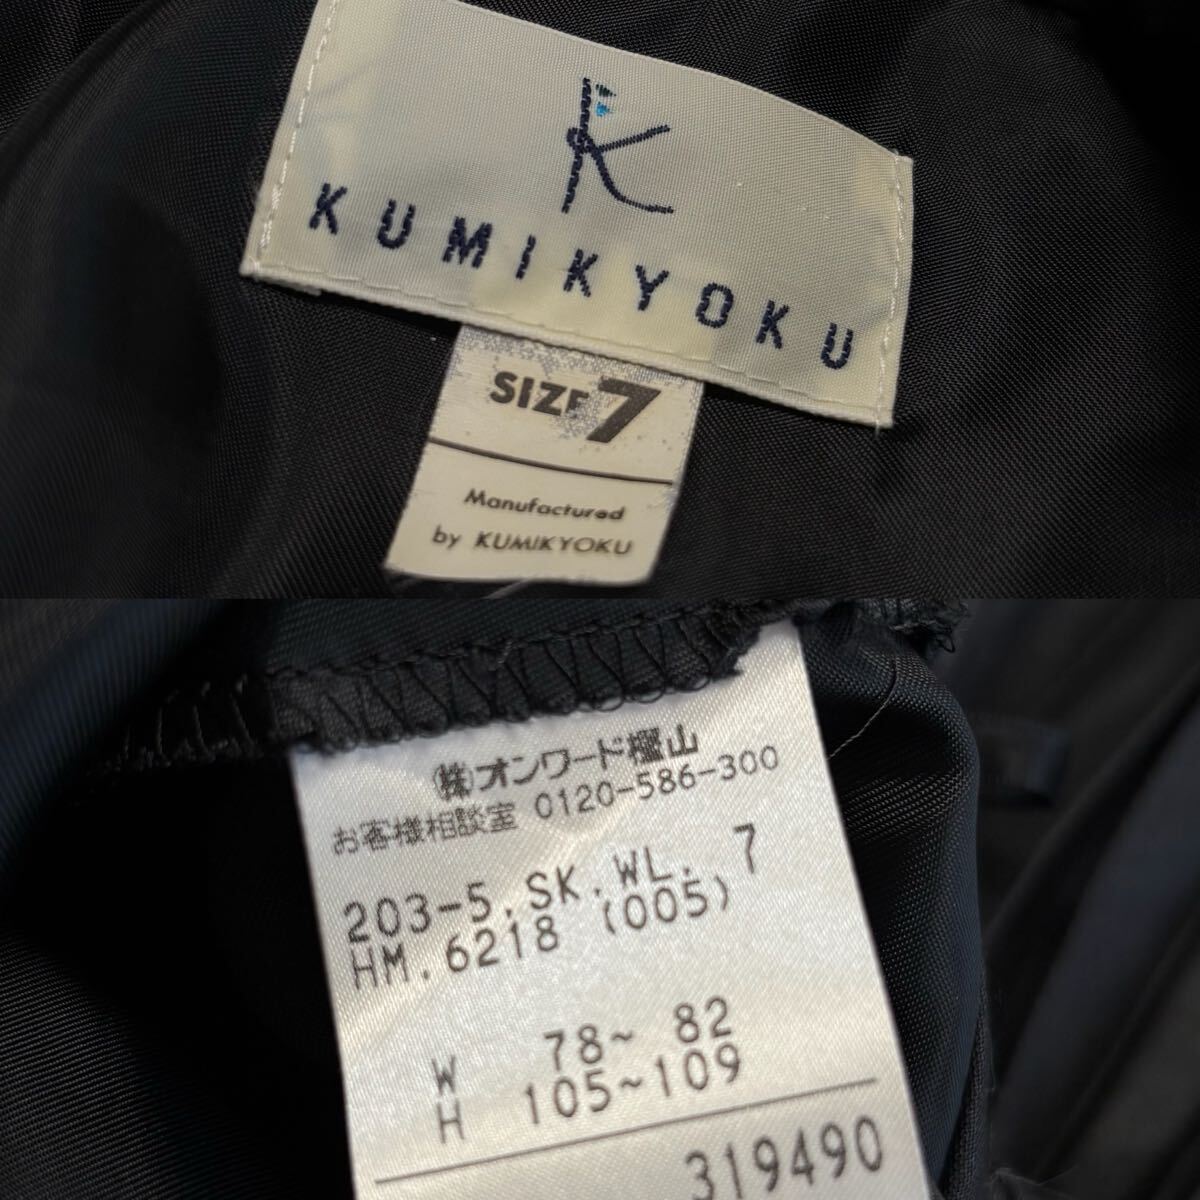 K
KUMIKYOKU
SIZE 7
Manufactured
by KUMIKYOKU
(株)オンワード樫山
お客様相談室 0120-586-300
203-5.SK.WL. 7
HM.6218 (005)
W 78~ 82
H 105~109
319490